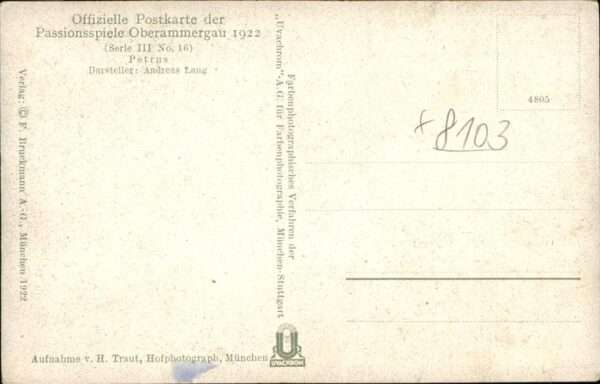 Offizielle Postkarte der
Passionsspiele Oberammergau 1922
(Serie III No. 16)
Petrus
Darsteller: Andreas Lang
Verlag: © F. Bruckmann A.-G., München 1922
Aufnahme v. H. Traut, Hofphotograph, München
Farbenphotographisches Verfahren der
„Uvachrom"-A.G. für Farbenphotographie, München-Stuttgart
U
UVACHROM
4805
+8103